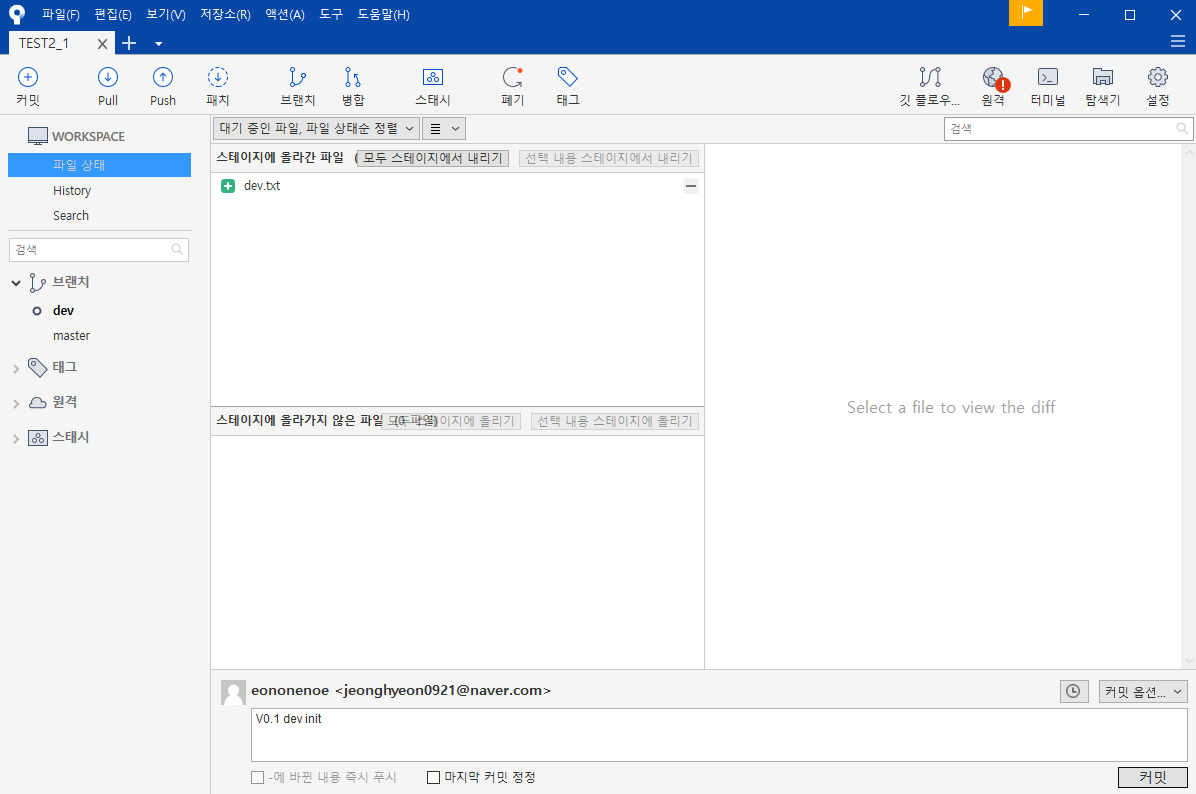 파일(F) 편집(E) 보기(V) 저장소(R) 액션(A) 도구 도움말(H)
TEST2_1
커밋 Pull Push 패치 브랜치 병합 스태시 폐기 태그 깃 플로우... 원격 터미널 탐색기 설정
WORKSPACE
파일 상태
History
Search
검색
브랜치
dev
master
태그
원격
스태시
대기 중인 파일, 파일 상태순 정렬
검색
스테이지에 올라간 파일 ( 모두 스테이지에서 내리기 선택 내용 스테이지에서 내리기
dev.txt
스테이지에 올라가지 않은 파일 (0 파일) 모두 스테이지에 올리기 선택 내용 스테이지에 올리기
Select a file to view the diff
eononenoe <jeonghyeon0921@naver.com>
커밋 옵션...
V0.1 dev init
-에 바뀐 내용 즉시 푸시 마지막 커밋 정정
커밋